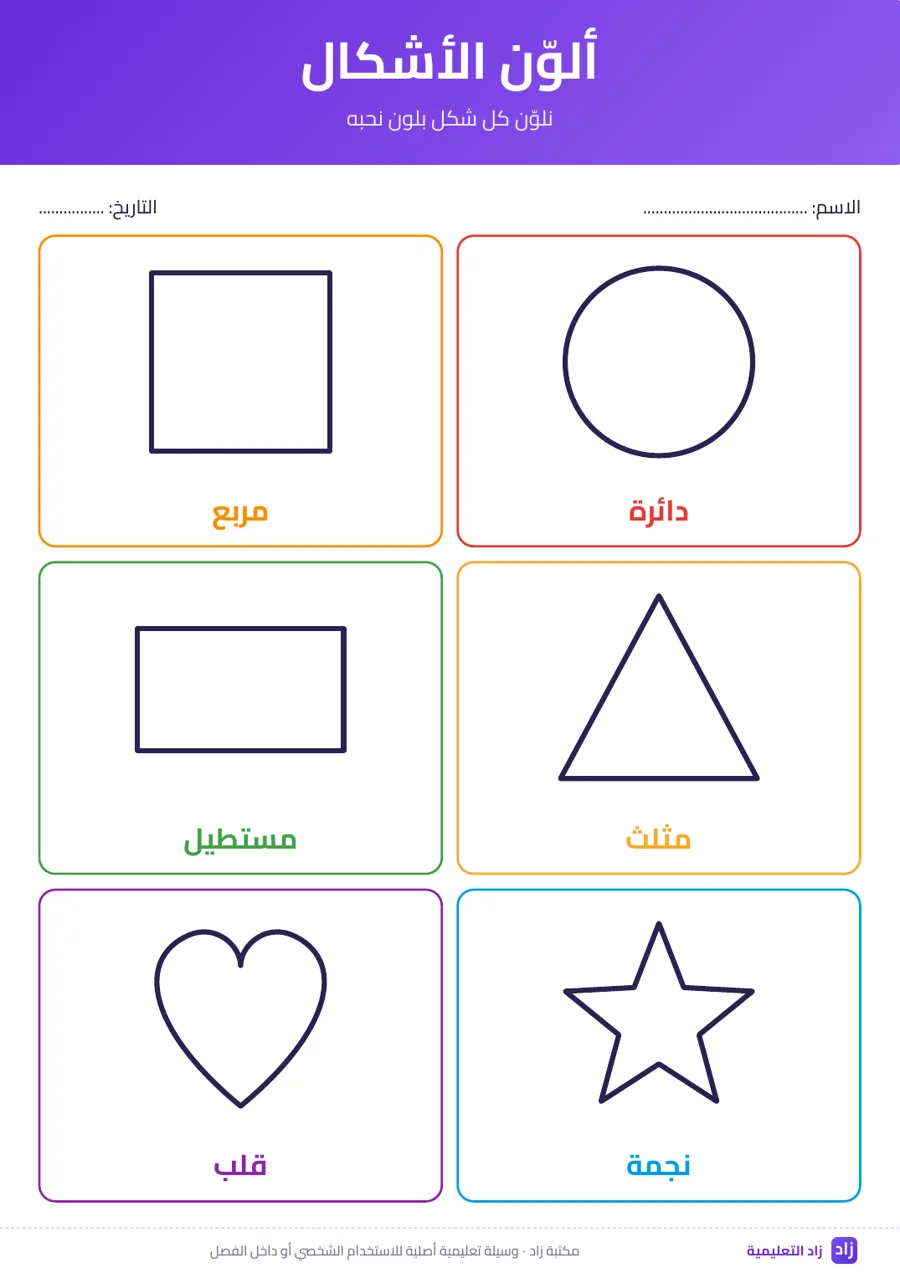 ألوّن الأشكال
نلوّن كل شكل بلون نحبه
الاسم: ........................................
التاريخ: ................
دائرة
مربع
مثلث
مستطيل
نجمة
قلب
زاد
زاد التعليمية
مكتبة زاد · وسيلة تعليمية أصلية للاستخدام الشخصي أو داخل الفصل